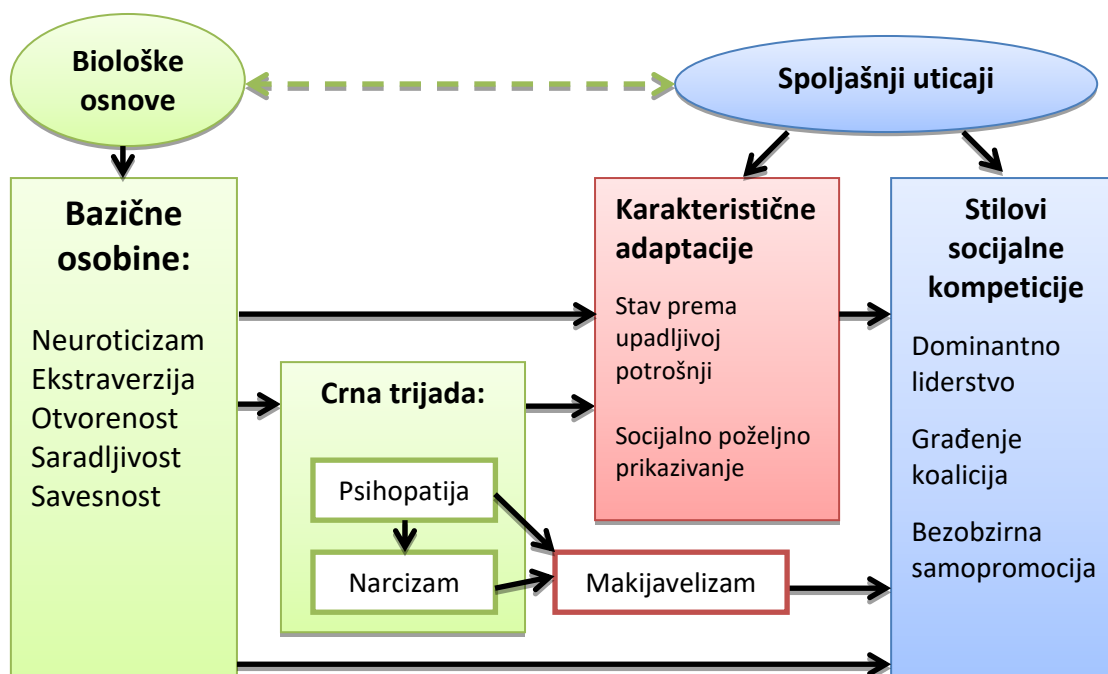 Biološke
osnove
Spoljašnji uticaji
Bazične
osobine:
Neuroticizam
Ekstraverzija
Otvorenost
Saradljivost
Savesnost
Crna trijada:
Psihopatija
Narcizam
Makijavelizam
Karakteristične
adaptacije
Stav prema
upadljivoj
potrošnji
Socijalno poželjno
prikazivanje
Stilovi
socijalne
kompeticije
Dominantno
liderstvo
Građenje
koalicija
Bezobzirna
samopromocija